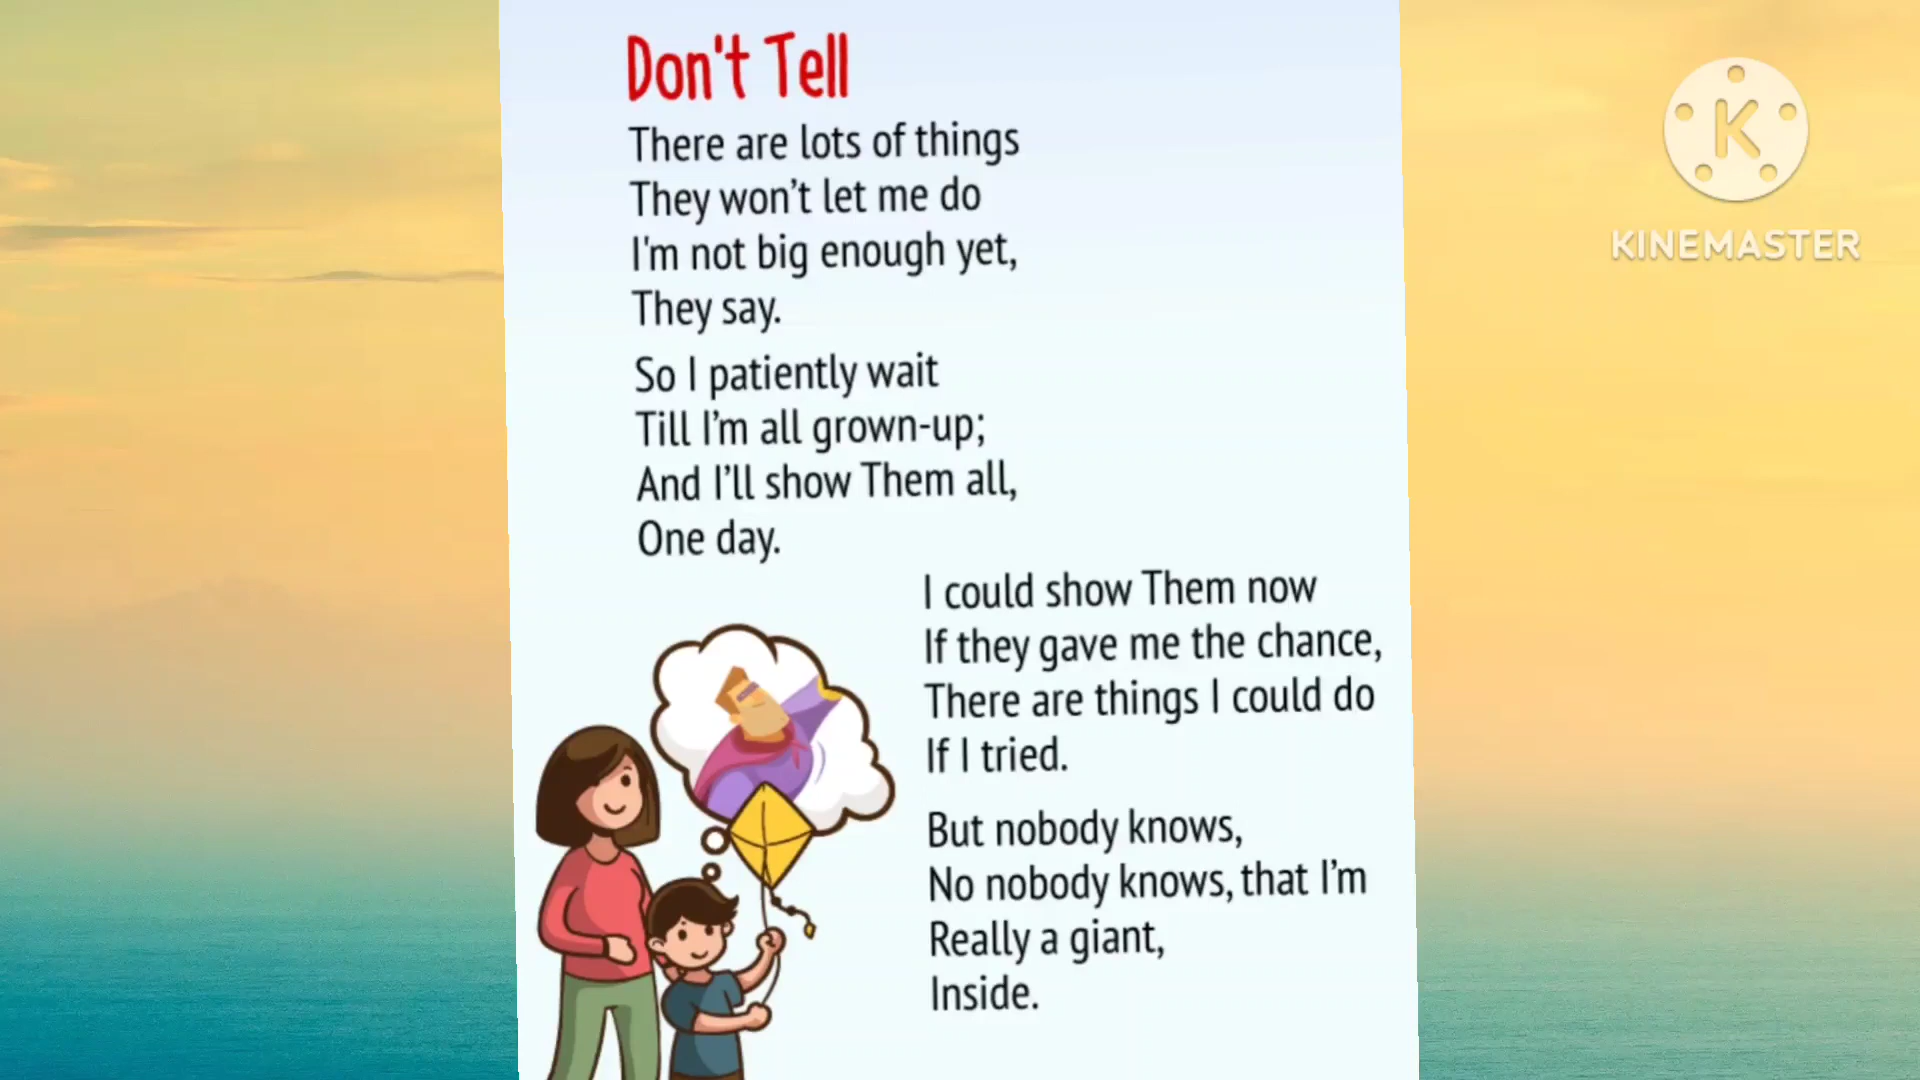 Don't Tell
There are lots of things
They won’t let me do
I'm not big enough yet,
They say.
So I patiently wait
Till I’m all grown-up;
And I’ll show Them all,
One day.
I could show Them now
If they gave me the chance,
There are things I could do
If I tried.
But nobody knows,
No nobody knows, that I’m
Really a giant,
Inside.
K
KINEMASTER